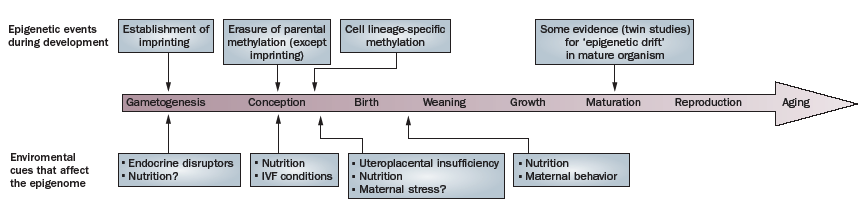 Epigenetic events
during development
Establishment of
imprinting
Erasure of parental
methylation (except
imprinting)
Cell lineage-specific
methylation
Some evidence (twin studies)
for 'epigenetic drift'
in mature organism
Gametogenesis Conception Birth Weaning Growth Maturation Reproduction Aging
Enviromental
cues that affect
the epigenome
▪ Endocrine disruptors
▪ Nutrition?
▪ Nutrition
▪ IVF conditions
▪ Uteroplacental insufficiency
▪ Nutrition
▪ Maternal stress?
▪ Nutrition
▪ Maternal behavior